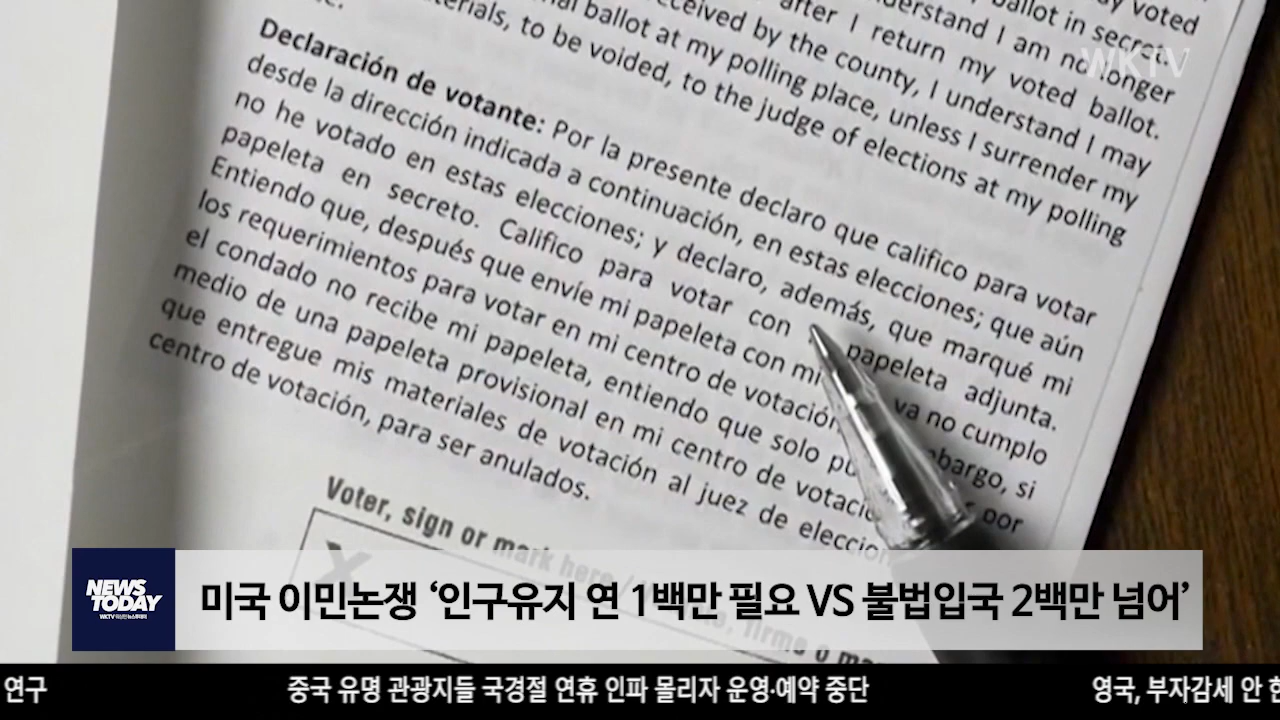 voted
ballot in secret.
understand I am no longer
after I return my voted ballot.
received by the county, I understand I may
ballot at my polling place, unless I surrender my
to be voided, to the judge of elections at my polling
WKTV
Declaración de votante: Por la presente declaro que califico para votar
desde la dirección indicada a continuación, en estas elecciones; que aún
no he votado en estas elecciones; y declaro, además, que marqué mi
papeleta en secreto. Califico para votar con papeleta adjunta.
Entiendo que, después que envíe mi papeleta con mi no cumplo
los requerimientos para votar en mi centro de votación embargo, si
el condado no recibe mi papeleta, entiendo que solo por
medio de una papeleta provisional en mi centro de
que entregue mis materiales de votación al juez de
centro de votación, para ser anulados.
Voter, sign or mark here / firme o
X
NEWS TODAY
미국 이민논쟁 ‘인구유지 연 1백만 필요 VS 불법입국 2백만 넘어’
연구 중국 유명 관광지들 국경절 연휴 인파 몰리자 운영·예약 중단 영국, 부자감세 안